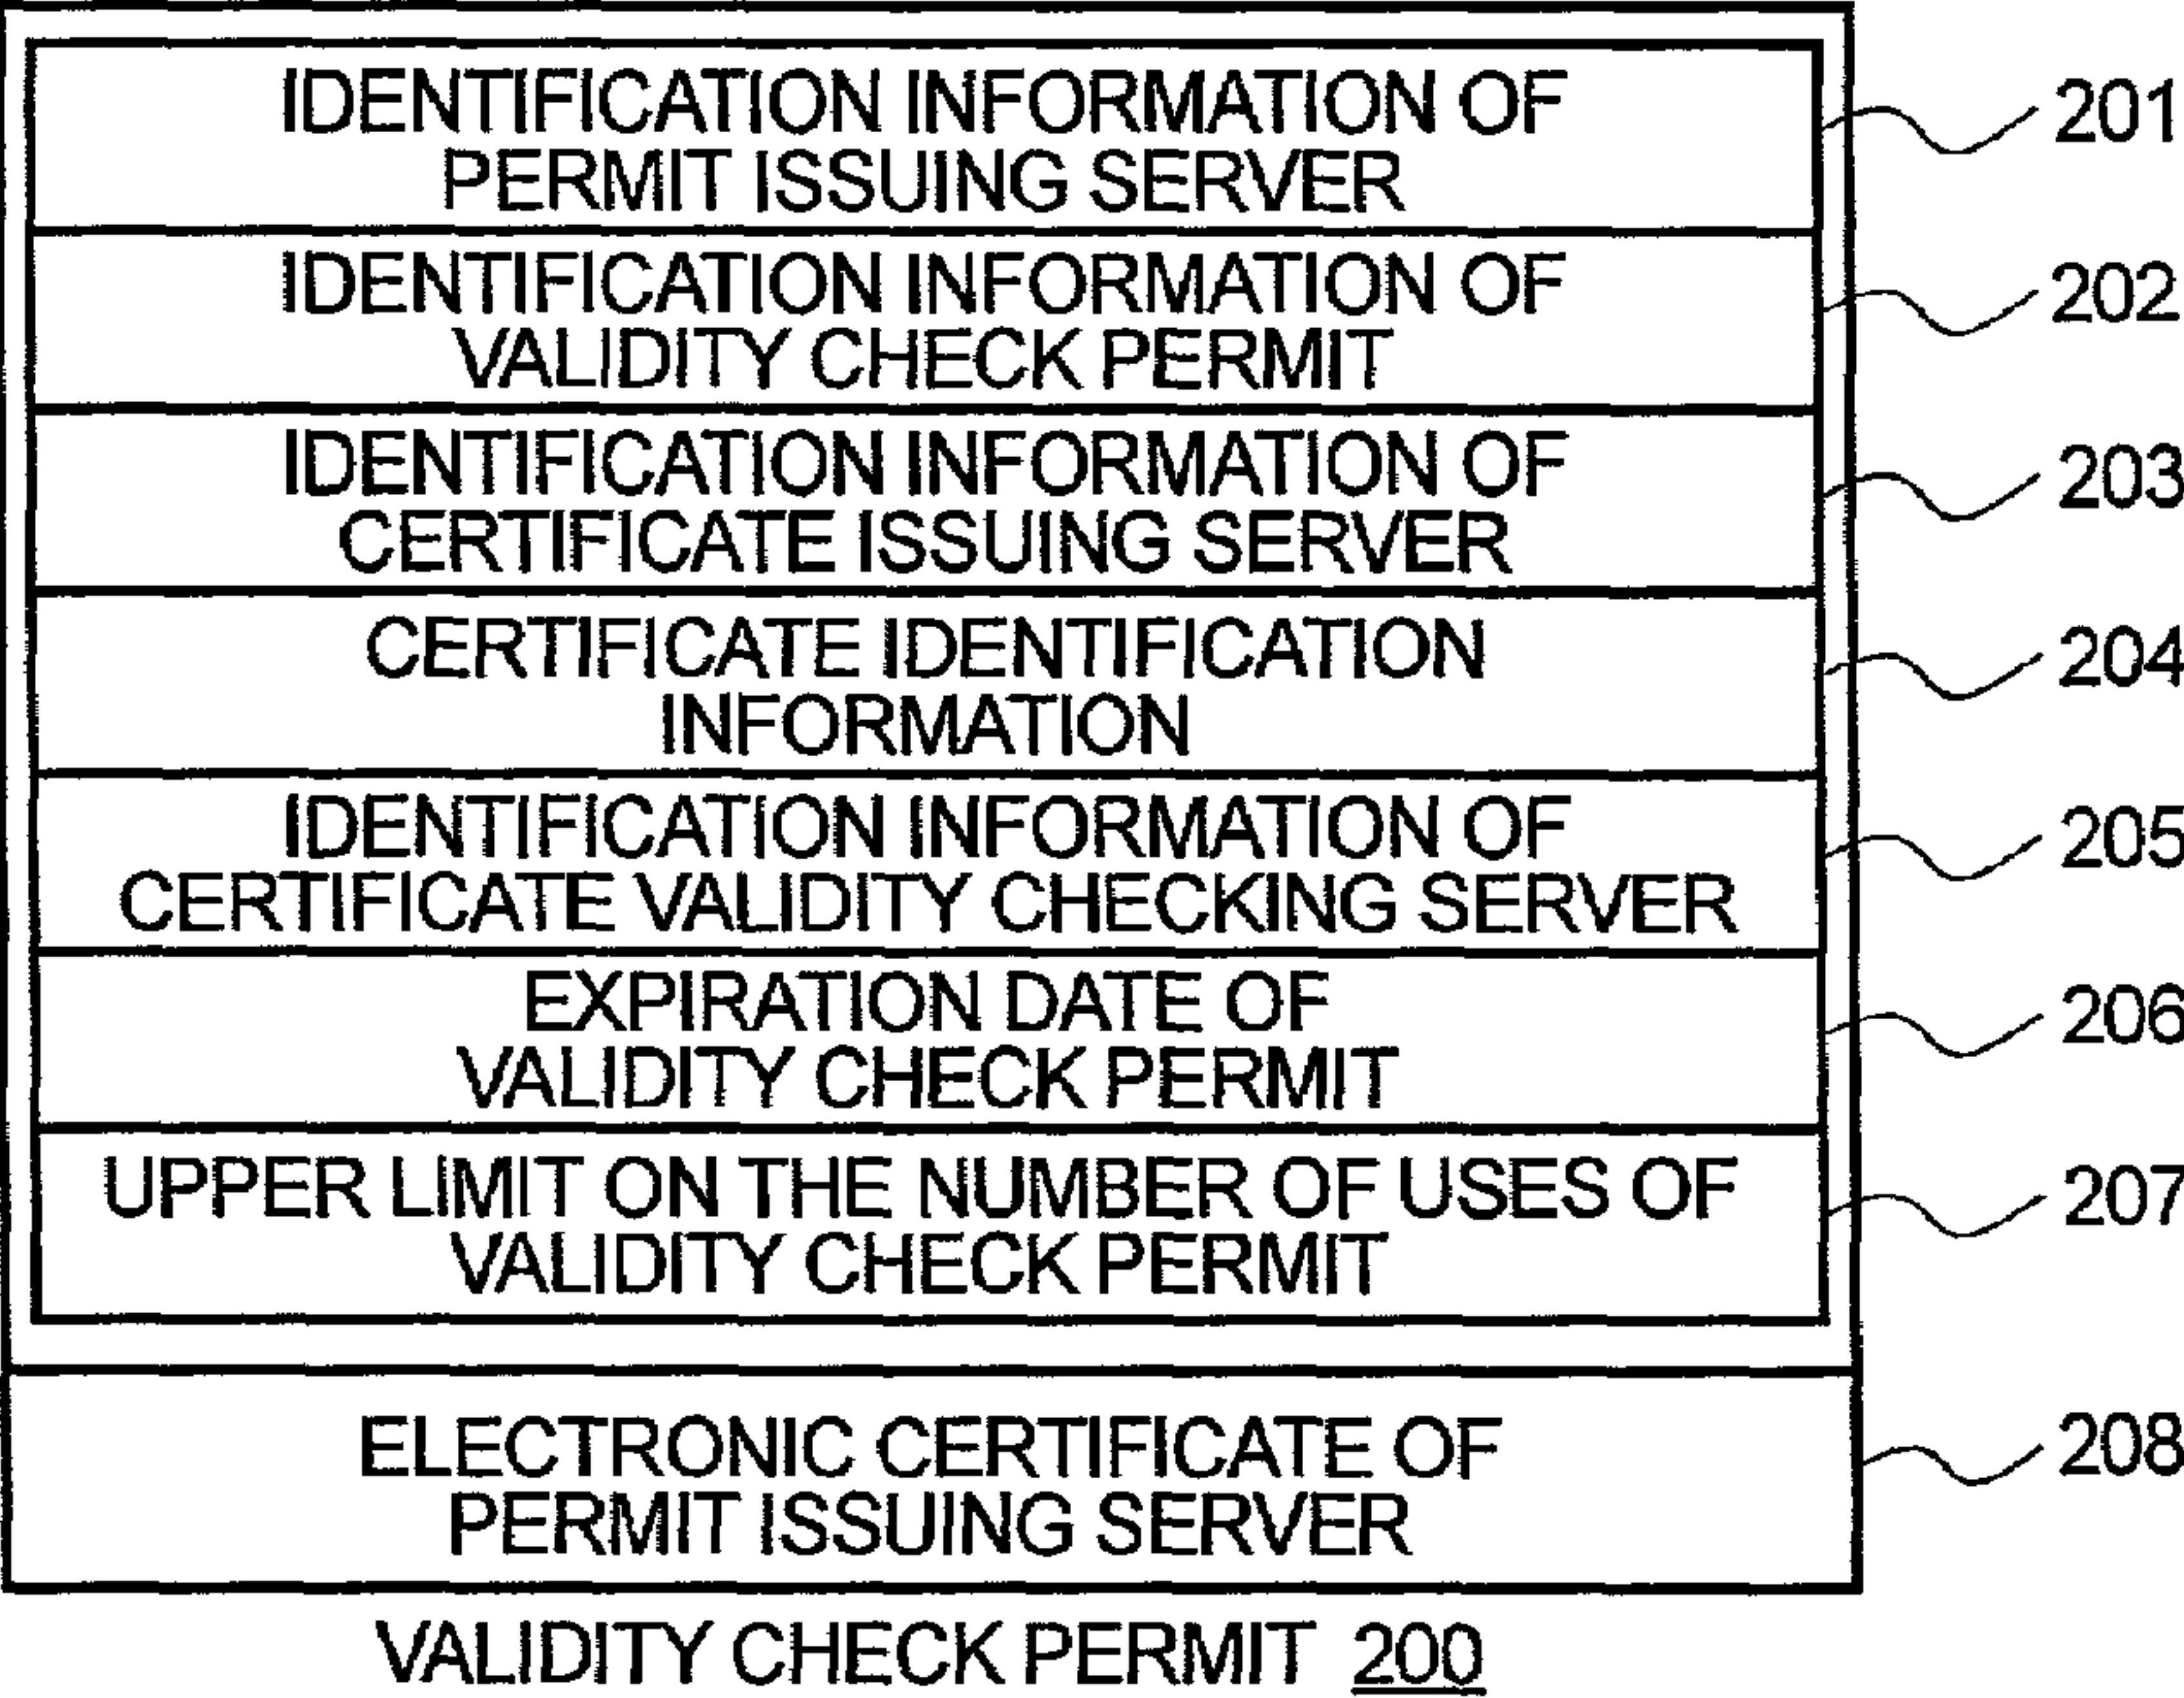 IDENTIFICATION INFORMATION OF
PERMIT ISSUING SERVER
201
IDENTIFICATION INFORMATION OF
VALIDITY CHECK PERMIT
202
IDENTIFICATION INFORMATION OF
CERTIFICATE ISSUING SERVER
203
CERTIFICATE IDENTIFICATION
INFORMATION
204
IDENTIFICATION INFORMATION OF
CERTIFICATE VALIDITY CHECKING SERVER
205
EXPIRATION DATE OF
VALIDITY CHECK PERMIT
206
UPPER LIMIT ON THE NUMBER OF USES OF
VALIDITY CHECK PERMIT
207
ELECTRONIC CERTIFICATE OF
PERMIT ISSUING SERVER
208
VALIDITY CHECK PERMIT 200